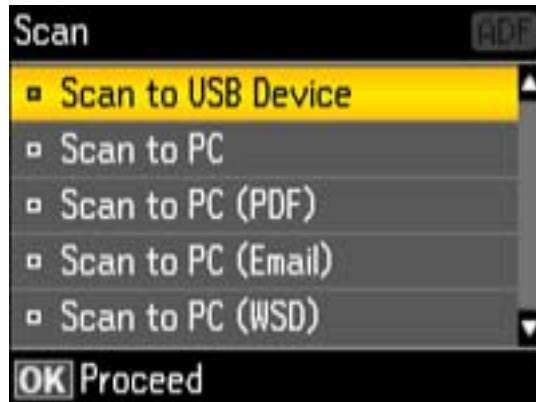 Scan ADF
Scan to USB Device
Scan to PC
Scan to PC (PDF)
Scan to PC (Email)
Scan to PC (WSD)
OK Proceed